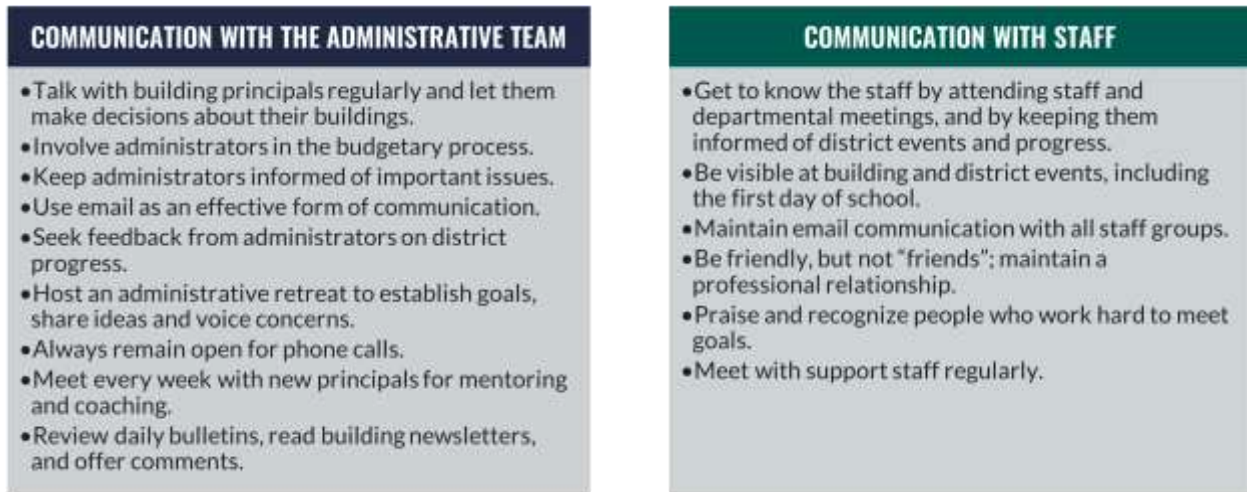 COMMUNICATION WITH THE ADMINISTRATIVE TEAM
•Talk with building principals regularly and let them
make decisions about their buildings.
•Involve administrators in the budgetary process.
•Keep administrators informed of important issues.
•Use email as an effective form of communication.
•Seek feedback from administrators on district
progress.
•Host an administrative retreat to establish goals,
share ideas and voice concerns.
•Always remain open for phone calls.
•Meet every week with new principals for mentoring
and coaching.
•Review daily bulletins, read building newsletters,
and offer comments.
COMMUNICATION WITH STAFF
•Get to know the staff by attending staff and
departmental meetings, and by keeping them
informed of district events and progress.
•Be visible at building and district events, including
the first day of school.
•Maintain email communication with all staff groups.
•Be friendly, but not “friends”; maintain a
professional relationship.
•Praise and recognize people who work hard to meet
goals.
•Meet with support staff regularly.